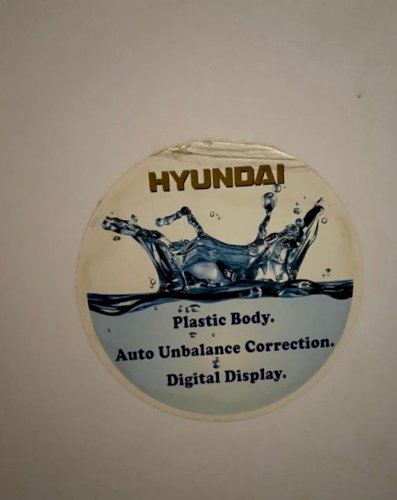 HYUNDAI
Plastic Body.
Auto Unbalance Correction.
Digital Display.